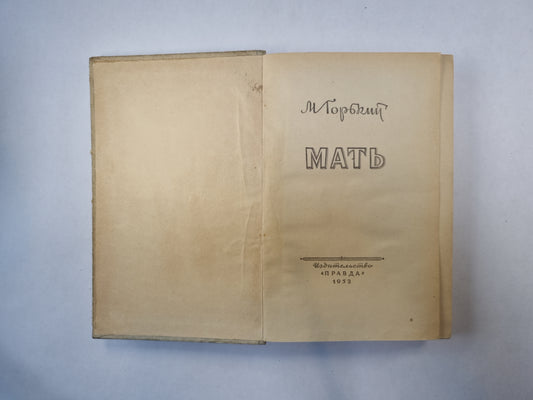 М. Горький
МАТЬ
Издательство
«ПРАВДА»
1952